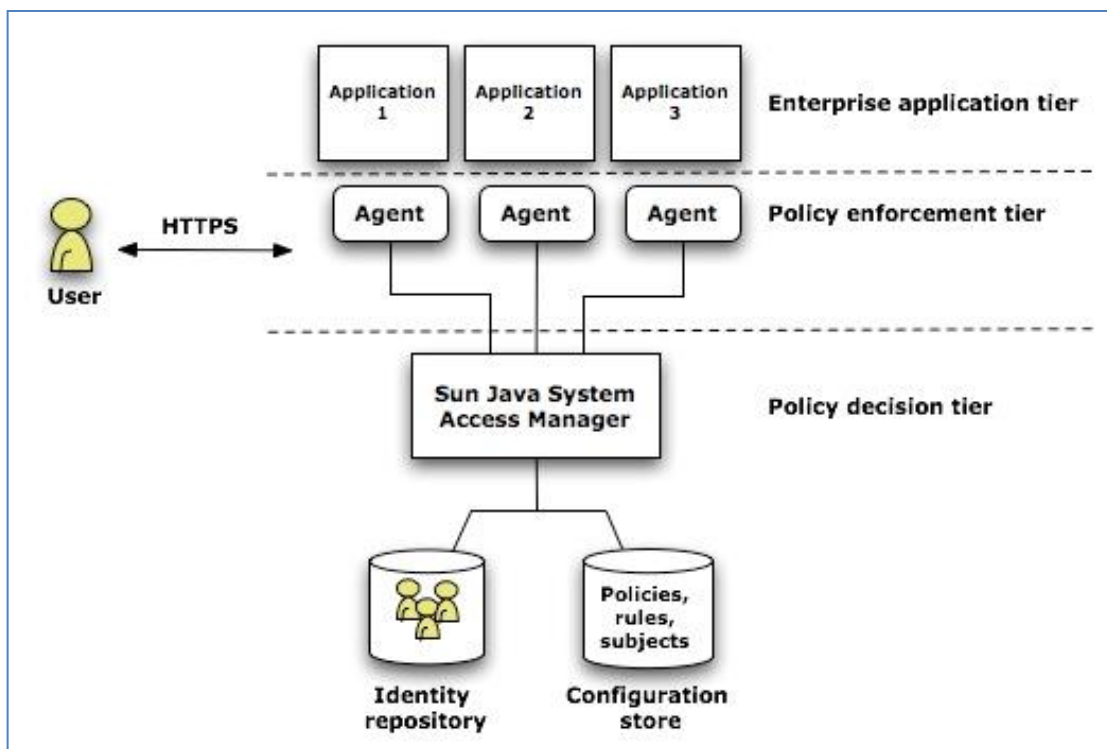 Application
1
Application
2
Application
3
Enterprise application tier
Agent
Agent
Agent
Policy enforcement tier
HTTPS
User
Sun Java System
Access Manager
Policy decision tier
Policies,
rules,
subjects
Identity
repository
Configuration
store